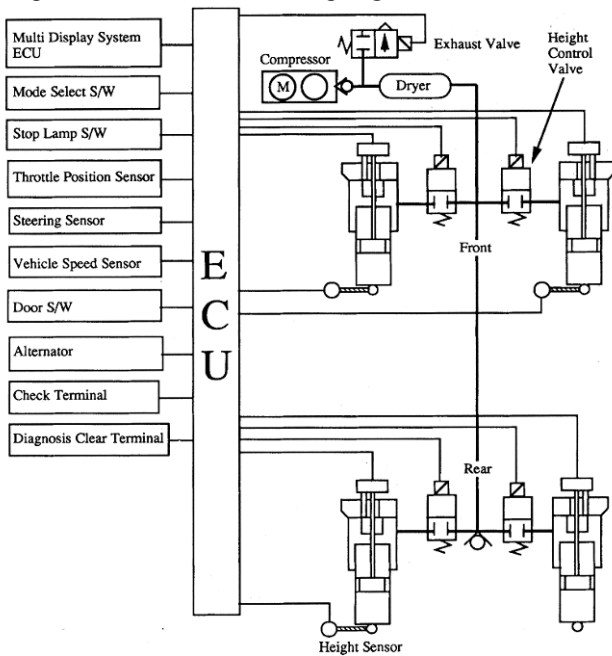 Multi Display System
ECU
Mode Select S/W
Stop Lamp S/W
Throttle Position Sensor
Steering Sensor
Vehicle Speed Sensor
Door S/W
Alternator
Check Terminal
Diagnosis Clear Terminal
E
C
U
Compressor
M
Dryer
Exhaust Valve
Height
Control
Valve
Front
Rear
Height Sensor